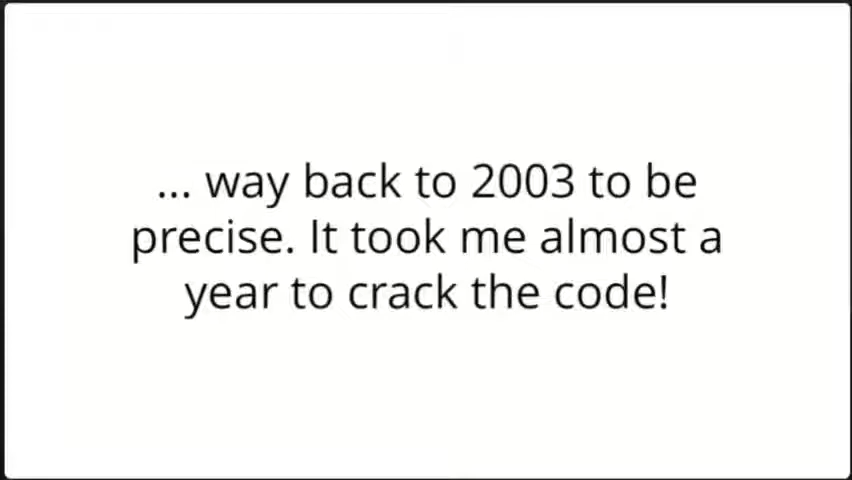 ... way back to 2003 to be
precise. It took me almost a
year to crack the code!